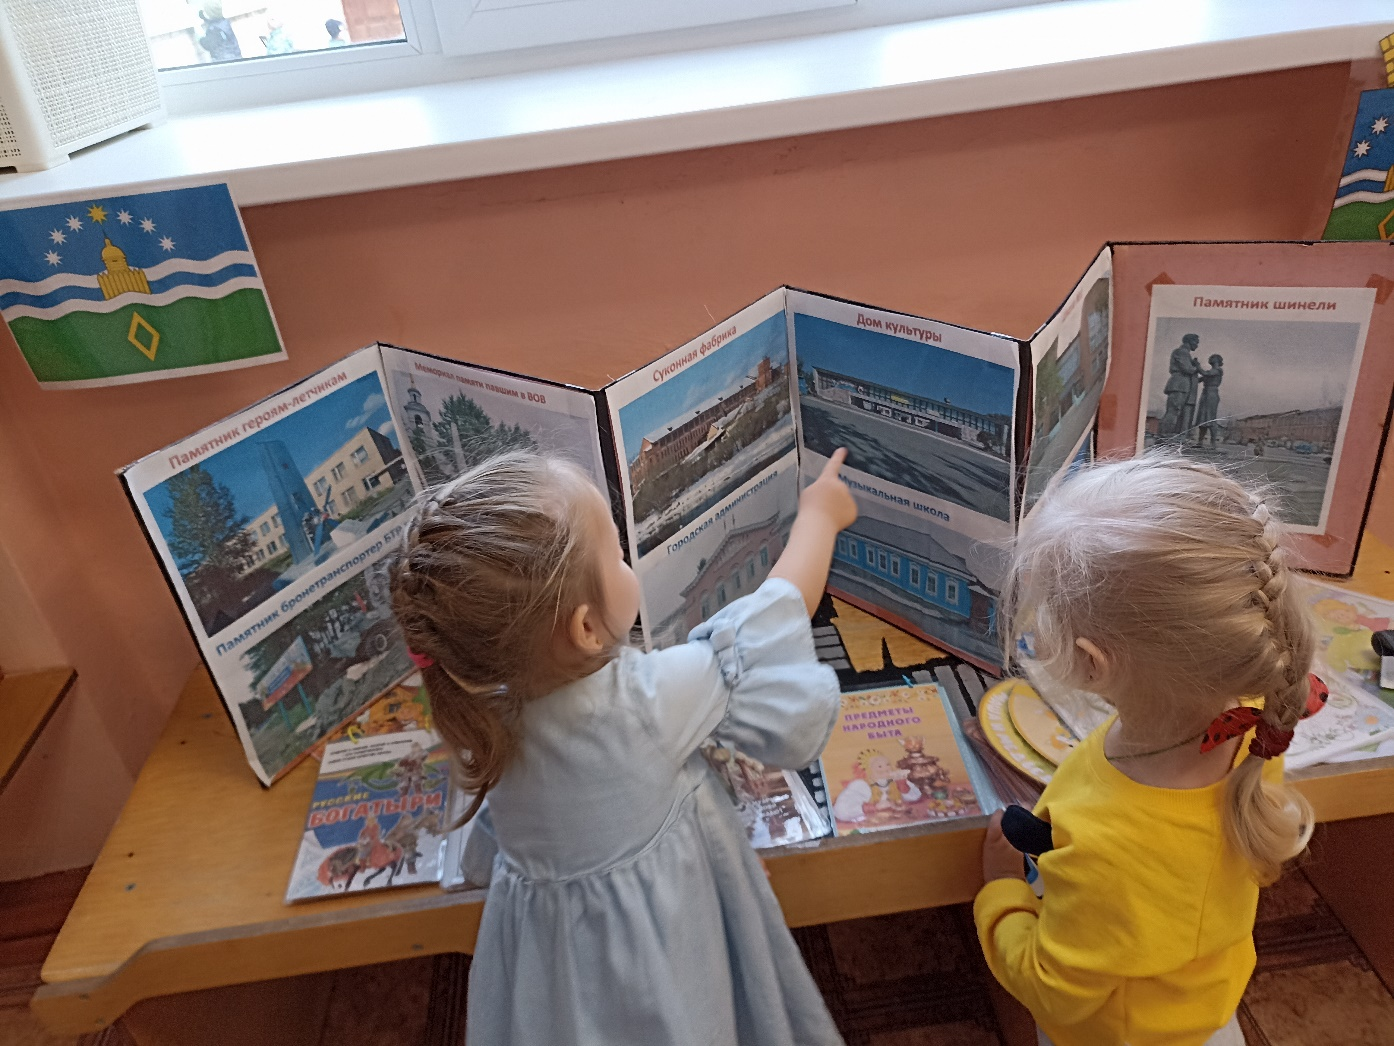 Памятник героям-летчикам
Памятник бронетранспортер БТР
Мемориал памяти павшим в ВОВ
Суконная фабрика
Городская администрация
Дом культуры
Музыкальная школа
Памятник шинели
РУССКИЕ
БОГАТЫРИ
ПРЕДМЕТЫ
НАРОДНОГО
БЫТА